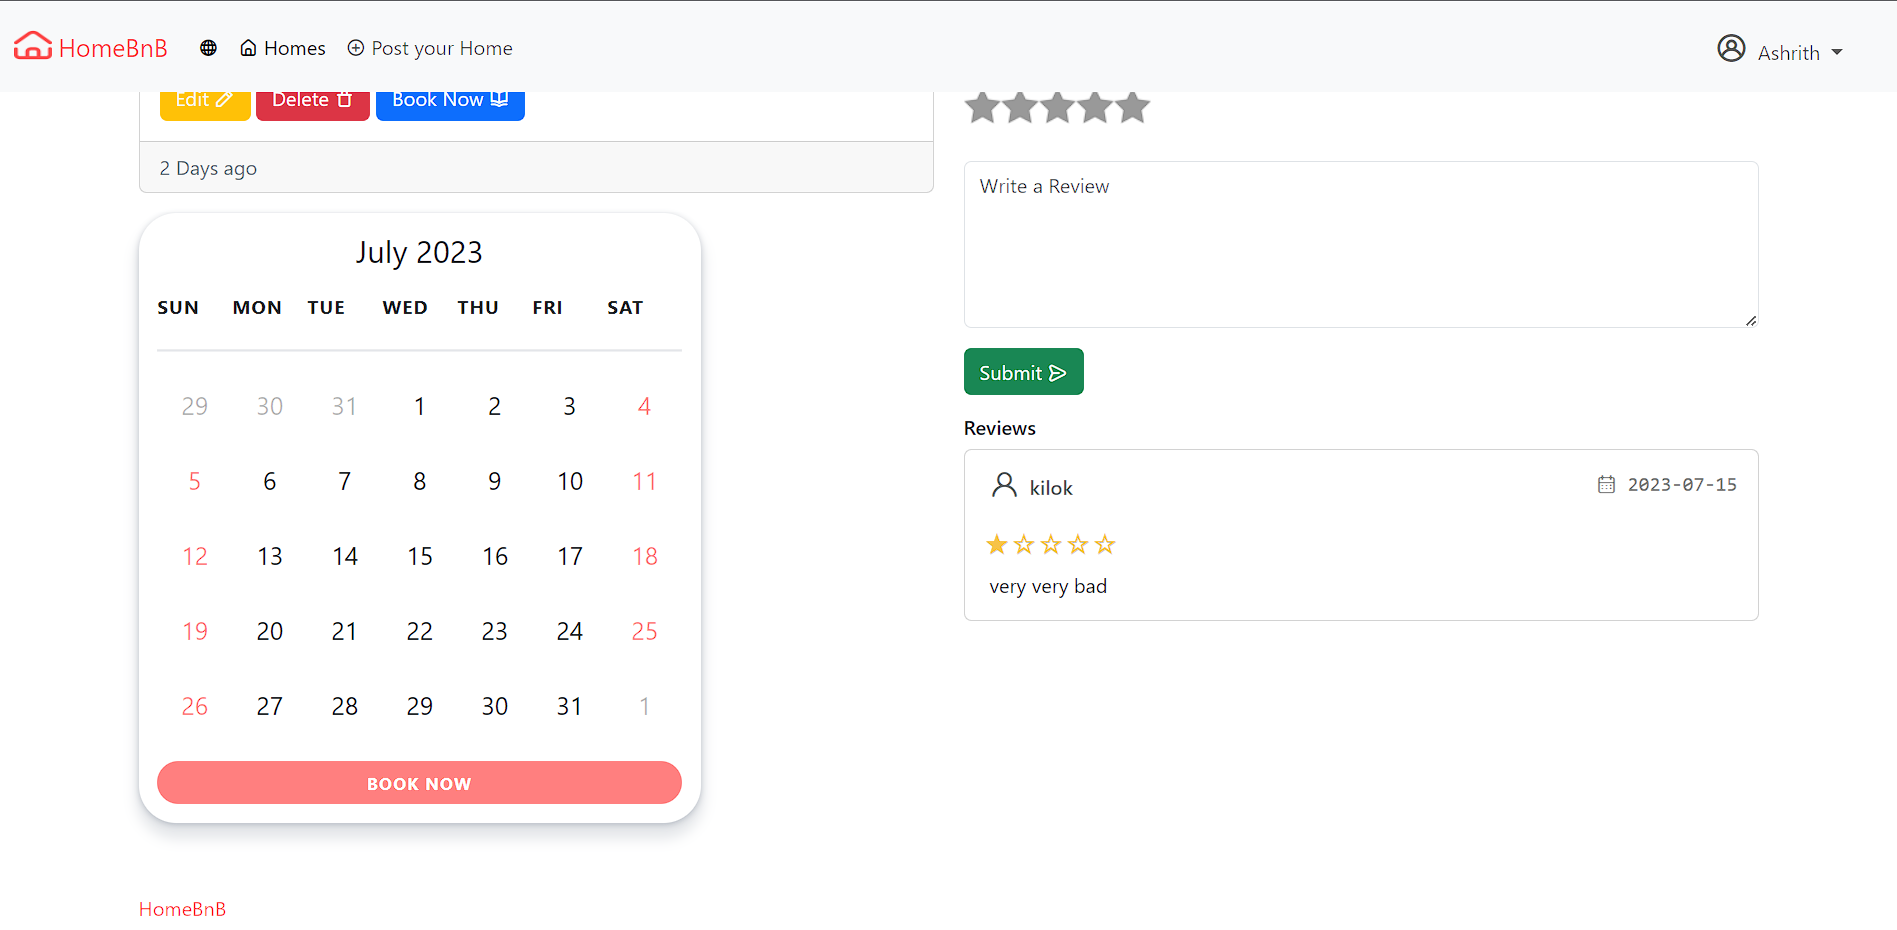 HomeBnB Homes Post your Home Ashrith
Edit Delete Book Now
2 Days ago
July 2023
SUN MON TUE WED THU FRI SAT
29 30 31 1 2 3 4
5 6 7 8 9 10 11
12 13 14 15 16 17 18
19 20 21 22 23 24 25
26 27 28 29 30 31 1
BOOK NOW
Write a Review
Submit
Reviews
kilok 2023-07-15
very very bad
HomeBnB